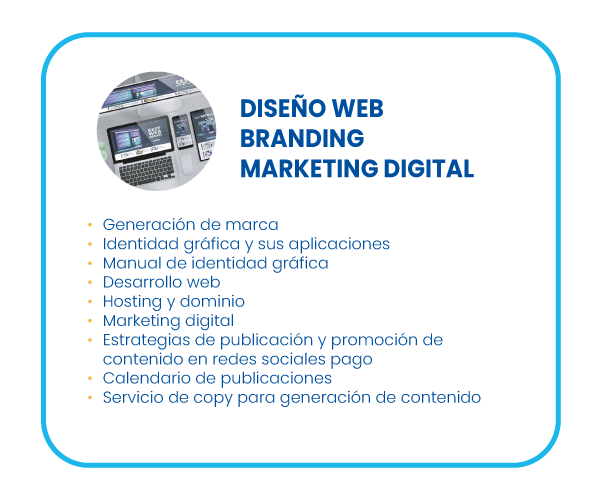 DISEÑO WEB
BRANDING
MARKETING DIGITAL
• Generación de marca
• Identidad gráfica y sus aplicaciones
• Manual de identidad gráfica
• Desarrollo web
• Hosting y dominio
• Marketing digital
• Estrategias de publicación y promoción de
contenido en redes sociales pago
• Calendario de publicaciones
• Servicio de copy para generación de contenido